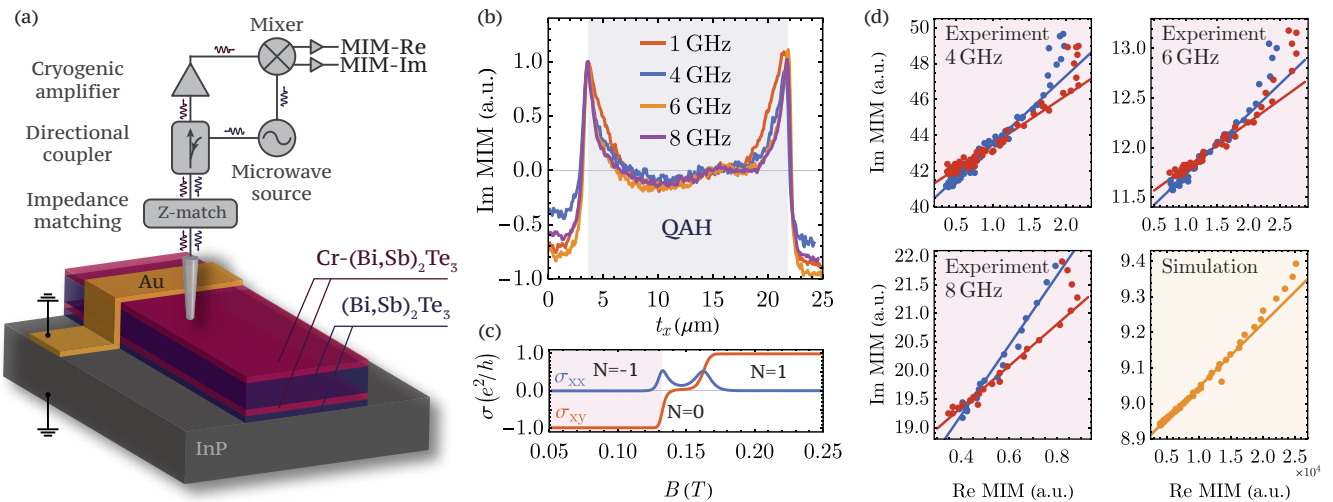 (a)
Mixer
MIM-Re
MIM-Im
Cryogenic
amplifier
Directional
coupler
Microwave
source
Impedance
matching
Z-match
Au
Cr-(Bi,Sb)₂Te₃
(Bi,Sb)₂Te₃
InP
(b)
Im MIM (a.u.)
1.0
0.5
0.0
-0.5
-1.0
1 GHz
4 GHz
6 GHz
8 GHz
QAH
0 5 10 15 20 25
tₓ (μm)
(c)
σ (e²/h)
1.0
0.0
-1.0
σxx
σxy
N=-1
N=0
N=1
0.05 0.10 0.15 0.20 0.25
B (T)
(d)
Experiment
4 GHz
Im MIM (a.u.)
50
48
46
44
42
40
0.5 1.0 1.5 2.0
Experiment
6 GHz
13.0
12.5
12.0
11.5
0.5 1.0 1.5 2.0 2.5
Experiment
8 GHz
Im MIM (a.u.)
22.0
21.5
21.0
20.5
20.0
19.5
19.0
0.4 0.6 0.8
Re MIM (a.u.)
Simulation
9.4
9.3
9.2
9.1
9.0
8.9
0.5 1.0 1.5 2.0 2.5
×10⁴
Re MIM (a.u.)